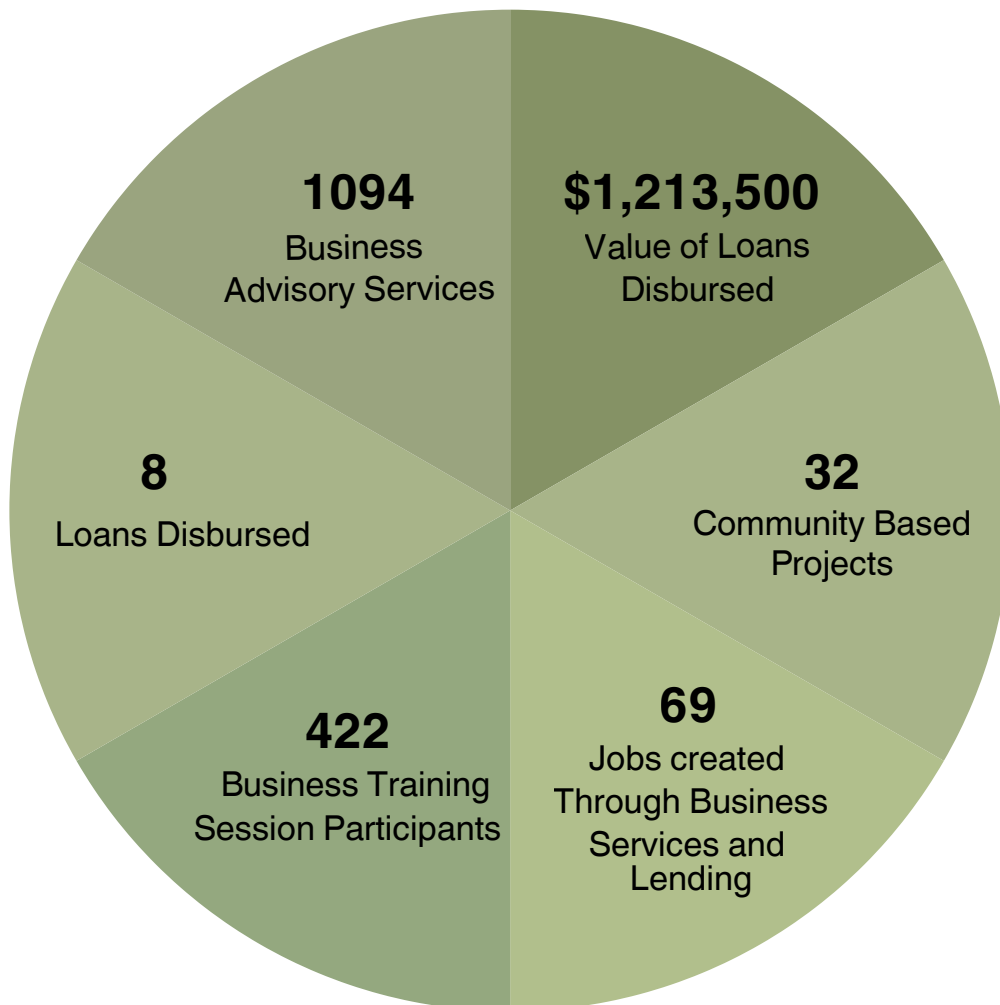 1094
Business
Advisory Services
$1,213,500
Value of Loans
Disbursed
8
Loans Disbursed
32
Community Based
Projects
422
Business Training
Session Participants
69
Jobs created
Through Business
Services and
Lending